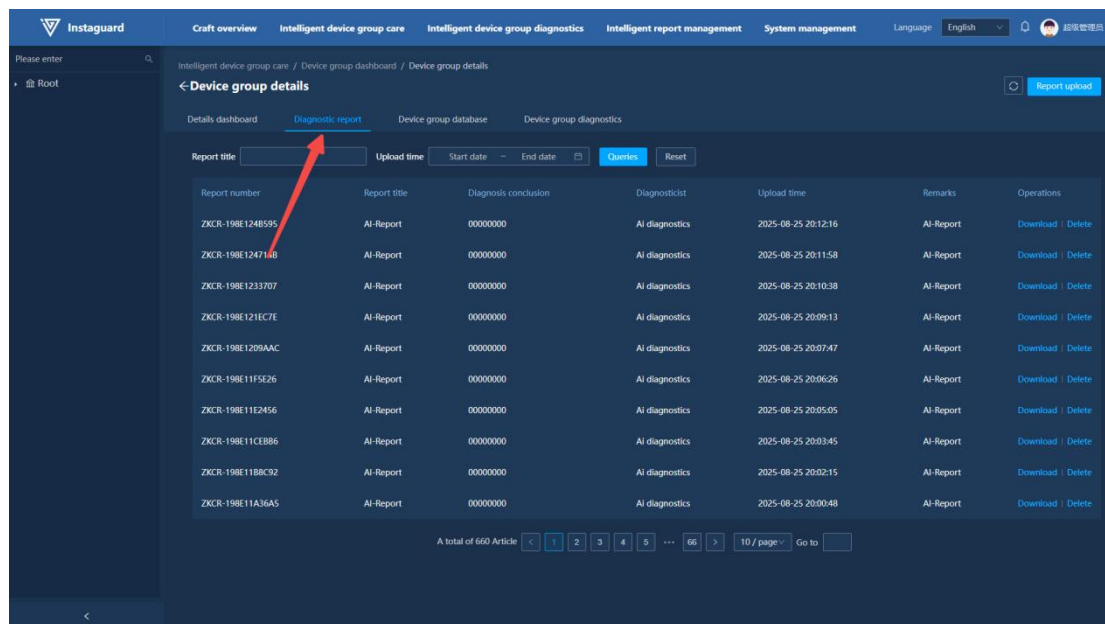 Instaguard
Craft overview Intelligent device group care Intelligent device group diagnostics Intelligent report management System management Language English 超级管理员
Please enter
Root
Intelligent device group care / Device group dashboard / Device group details
←Device group details
Report upload
Details dashboard Diagnostic report Device group database Device group diagnostics
Report title Upload time Start date – End date Queries Reset
Report number Report title Diagnosis conclusion Diagnosticist Upload time Remarks Operations
ZKCR-198E124B595 AI-Report 00000000 Ai diagnostics 2025-08-25 20:12:16 AI-Report Download | Delete
AI-Report 00000000 Ai diagnostics 2025-08-25 20:11:58 AI-Report Download | Delete
ZKCR-198E1233707 AI-Report 00000000 Ai diagnostics 2025-08-25 20:10:38 AI-Report Download | Delete
ZKCR-198E121EC7E AI-Report 00000000 Ai diagnostics 2025-08-25 20:09:13 AI-Report Download | Delete
ZKCR-198E1209AAC AI-Report 00000000 Ai diagnostics 2025-08-25 20:07:47 AI-Report Download | Delete
ZKCR-198E11F5E26 AI-Report 00000000 Ai diagnostics 2025-08-25 20:06:26 AI-Report Download | Delete
ZKCR-198E11E2456 AI-Report 00000000 Ai diagnostics 2025-08-25 20:05:05 AI-Report Download | Delete
ZKCR-198E11CEB86 AI-Report 00000000 Ai diagnostics 2025-08-25 20:03:45 AI-Report Download | Delete
ZKCR-198E11B8C92 AI-Report 00000000 Ai diagnostics 2025-08-25 20:02:15 AI-Report Download | Delete
ZKCR-198E11A36A5 AI-Report 00000000 Ai diagnostics 2025-08-25 20:00:48 AI-Report Download | Delete
A total of 660 Article < 1 2 3 4 5 ••• 66 > 10 / page Go to
<